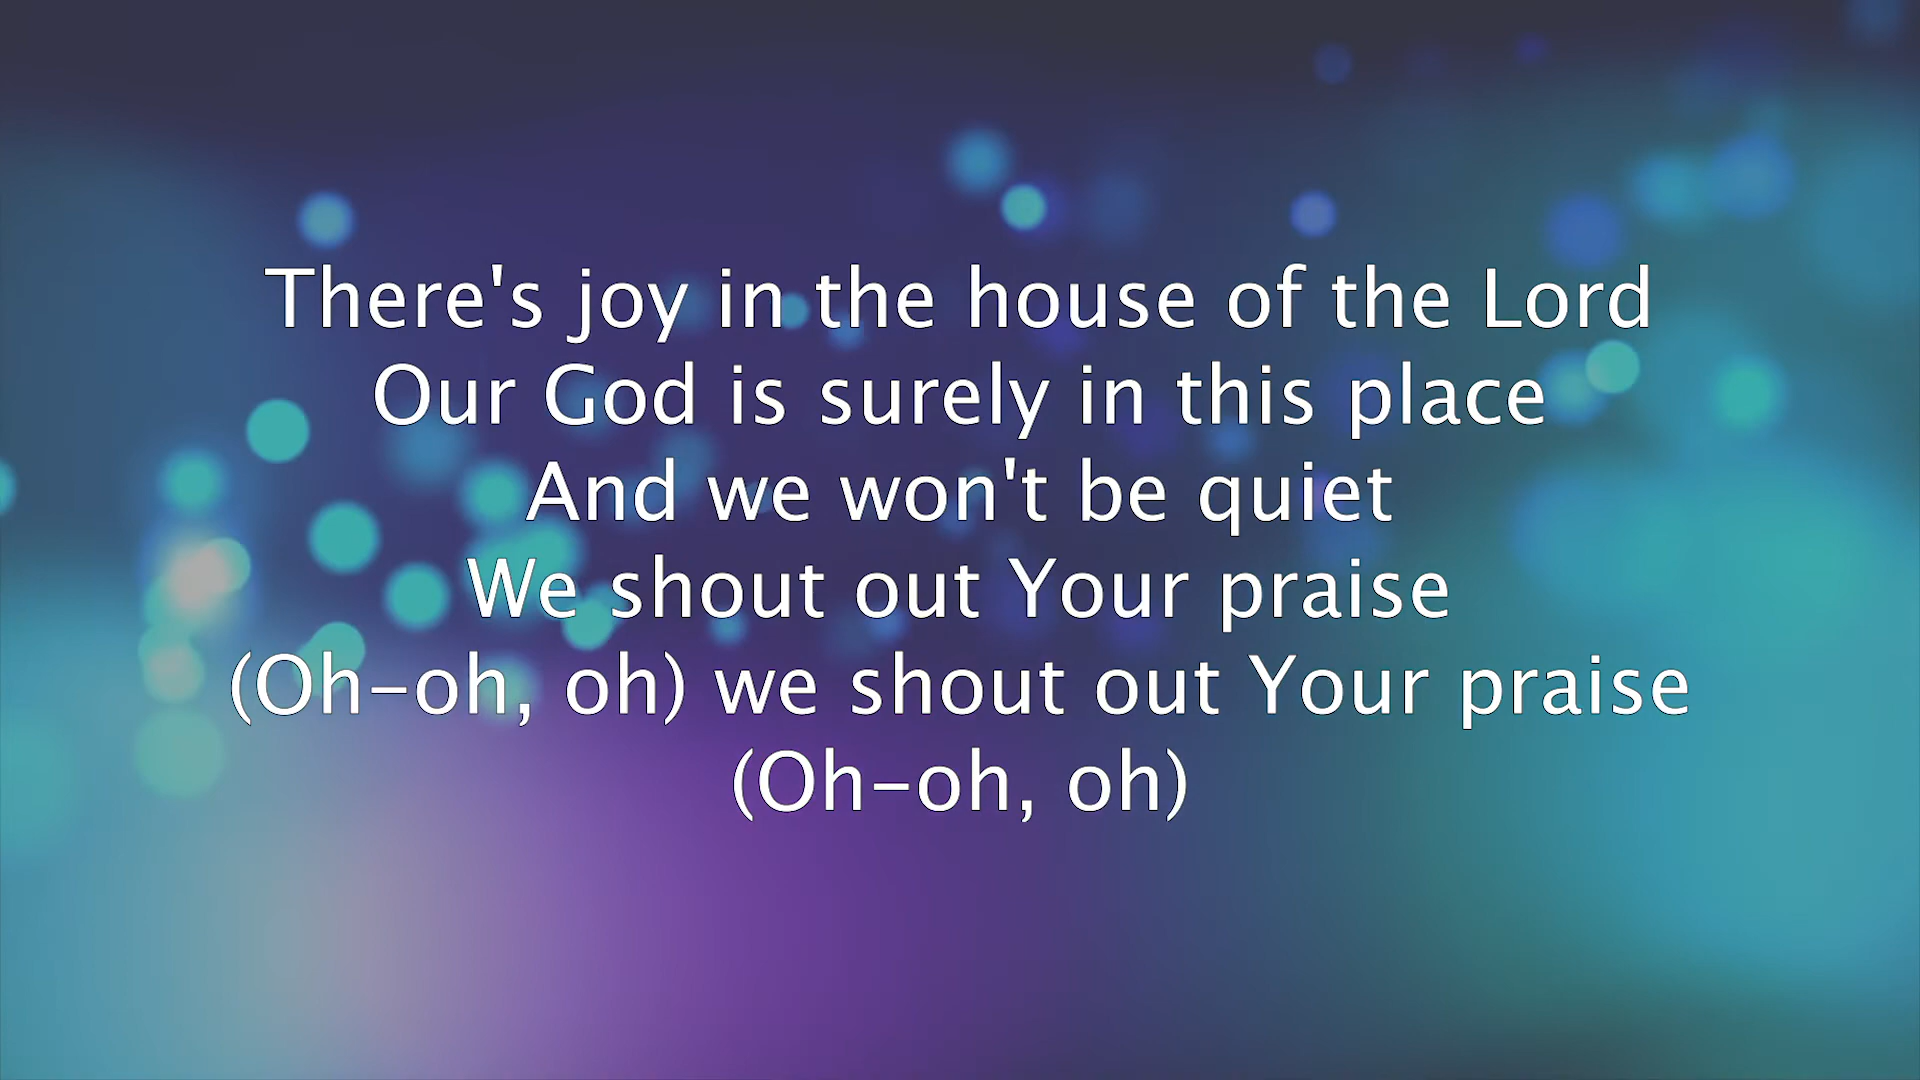 There's joy in the house of the Lord
Our God is surely in this place
And we won't be quiet
We shout out Your praise
(Oh-oh, oh) we shout out Your praise
(Oh-oh, oh)